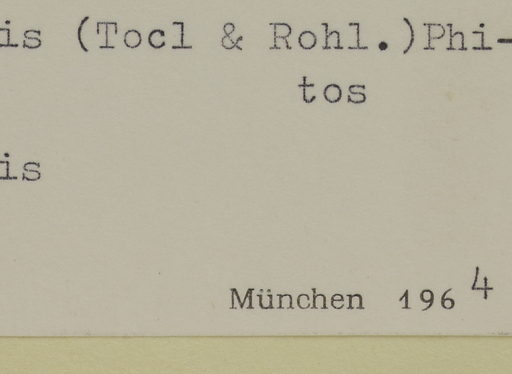 is (Tocl & Rohl.)Phi-
tos
is
München 1964